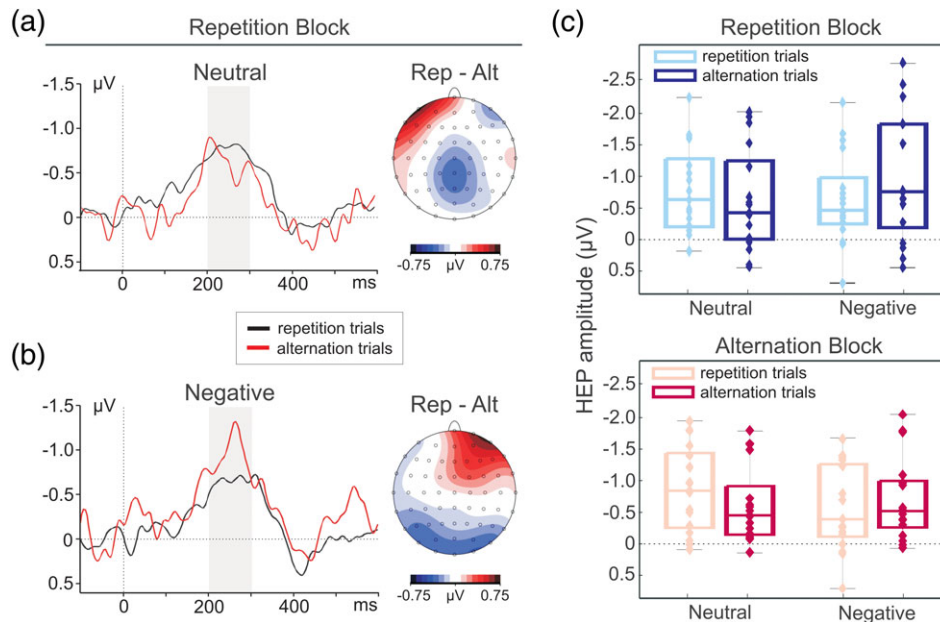 (a)
Repetition Block
µV
Neutral
Rep - Alt
-1.5
-1.0
-0.5
0
0.5
0
200
400
ms
-0.75
µV
0.75
repetition trials
alternation trials
(b)
µV
Negative
Rep - Alt
-1.5
-1.0
-0.5
0
0.5
0
200
400
ms
-0.75
µV
0.75
(c)
Repetition Block
repetition trials
alternation trials
-2.5
-2.0
-1.5
-1.0
-0.5
0
0.5
Neutral
Negative
HEP amplitude (µV)
Alternation Block
repetition trials
alternation trials
-2.5
-2.0
-1.5
-1.0
-0.5
0
0.5
Neutral
Negative